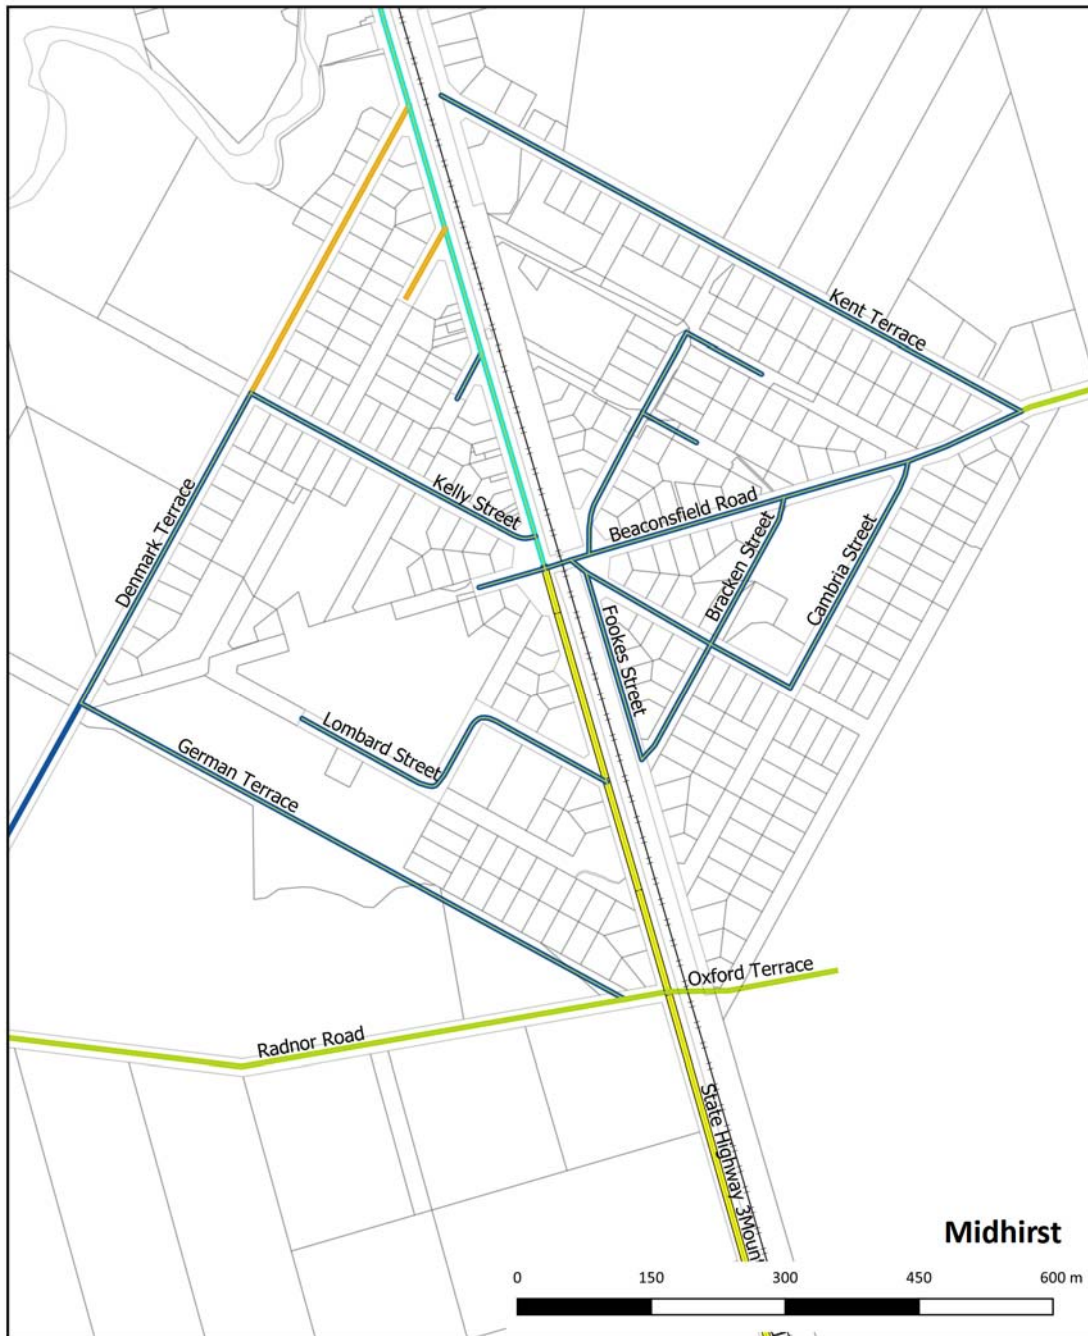 Kent Terrace
Kelly Street
Beaconsfield Road
Denmark Terrace
Bracken Street
Cambria Street
Fookes Street
Lombard Street
German Terrace
Oxford Terrace
Radnor Road
State Highway 3Moun
Midhirst
0 150 300 450 600 m